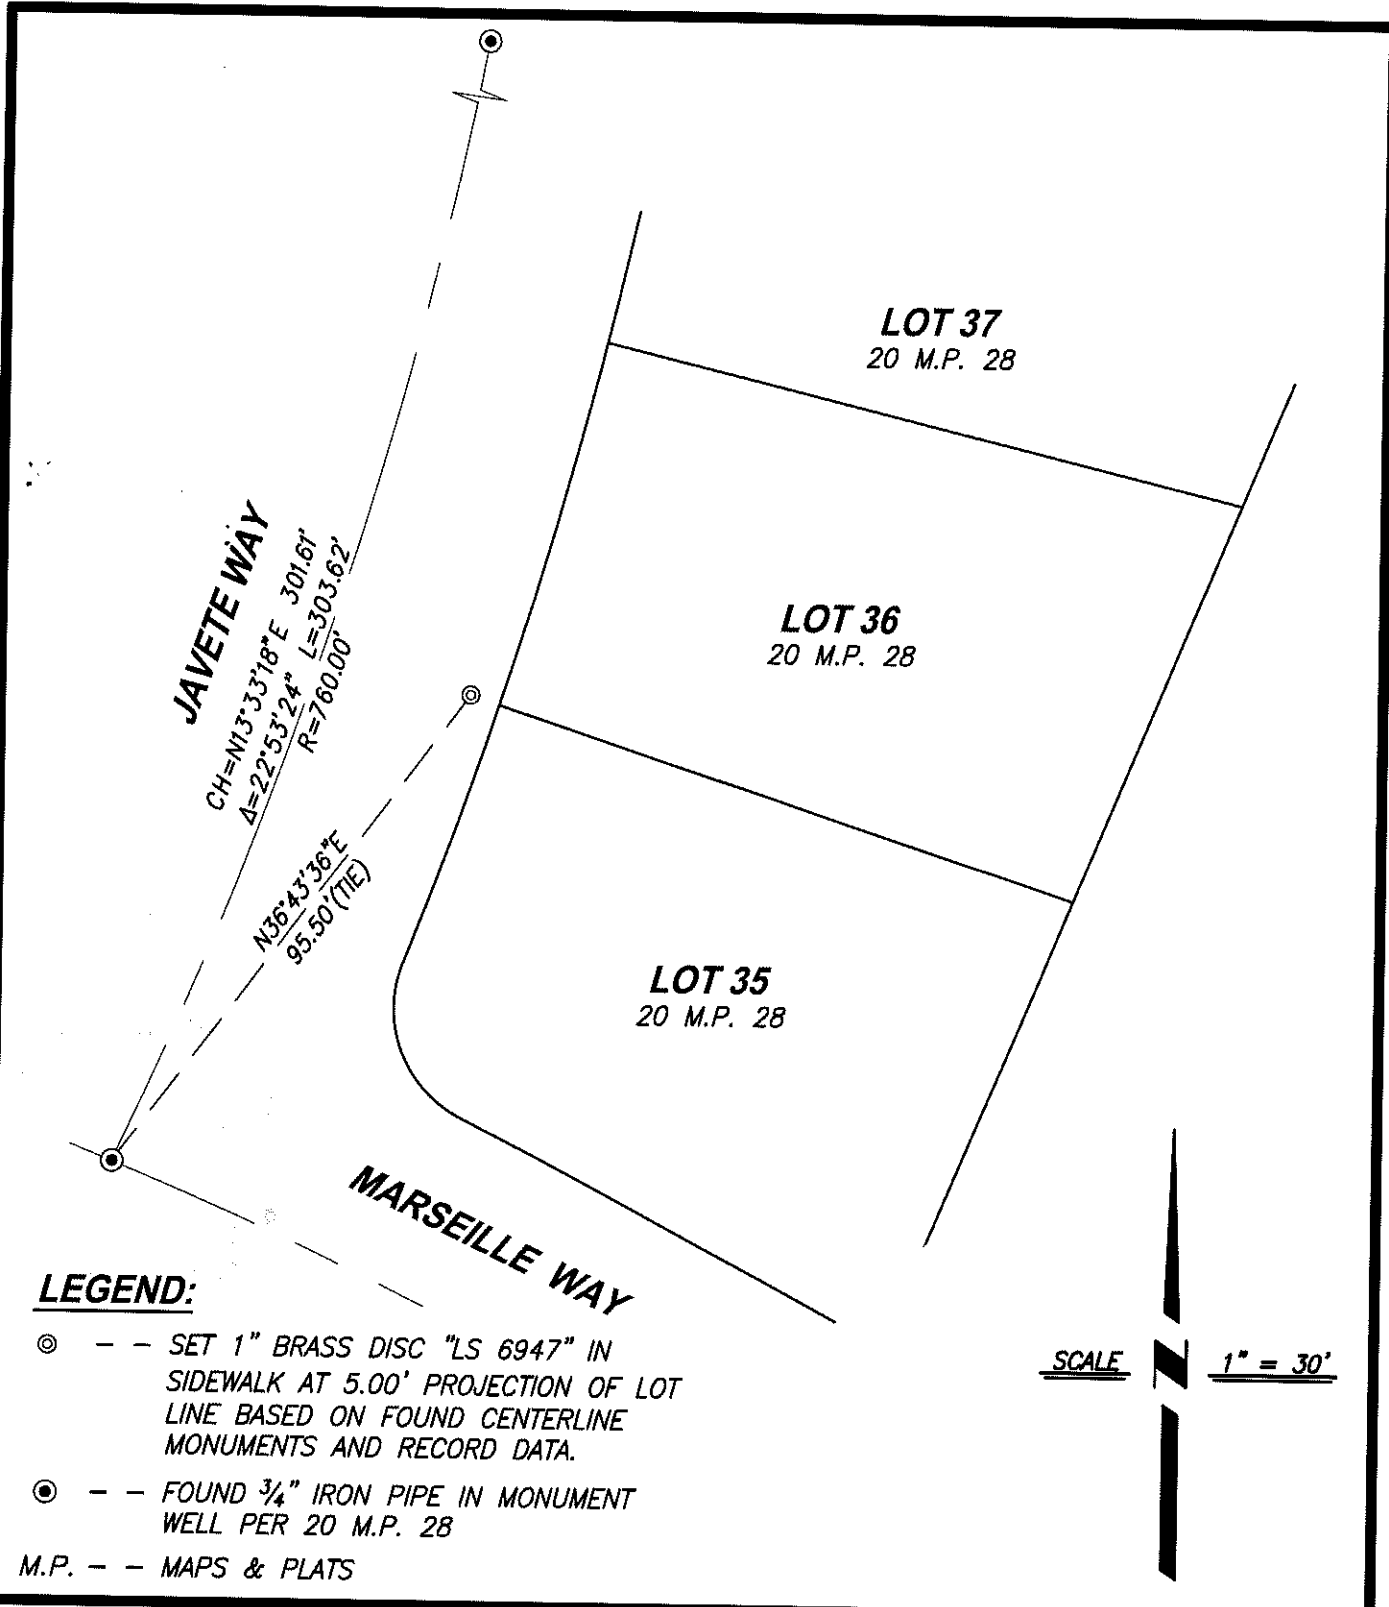 LOT 37
20 M.P. 28
JAVETE WAY
CH=N13°33'18"E 301.61'
Δ=22°53'24" L=303.62'
R=760.00'
LOT 36
20 M.P. 28
N36°43'36"E
95.50'(TIE)
LOT 35
20 M.P. 28
MARSEILLE WAY
LEGEND:
◎ – – SET 1" BRASS DISC "LS 6947" IN
SIDEWALK AT 5.00' PROJECTION OF LOT
LINE BASED ON FOUND CENTERLINE
MONUMENTS AND RECORD DATA.
– – FOUND ¾" IRON PIPE IN MONUMENT
WELL PER 20 M.P. 28
M.P. – – MAPS & PLATS
SCALE N 1" = 30'